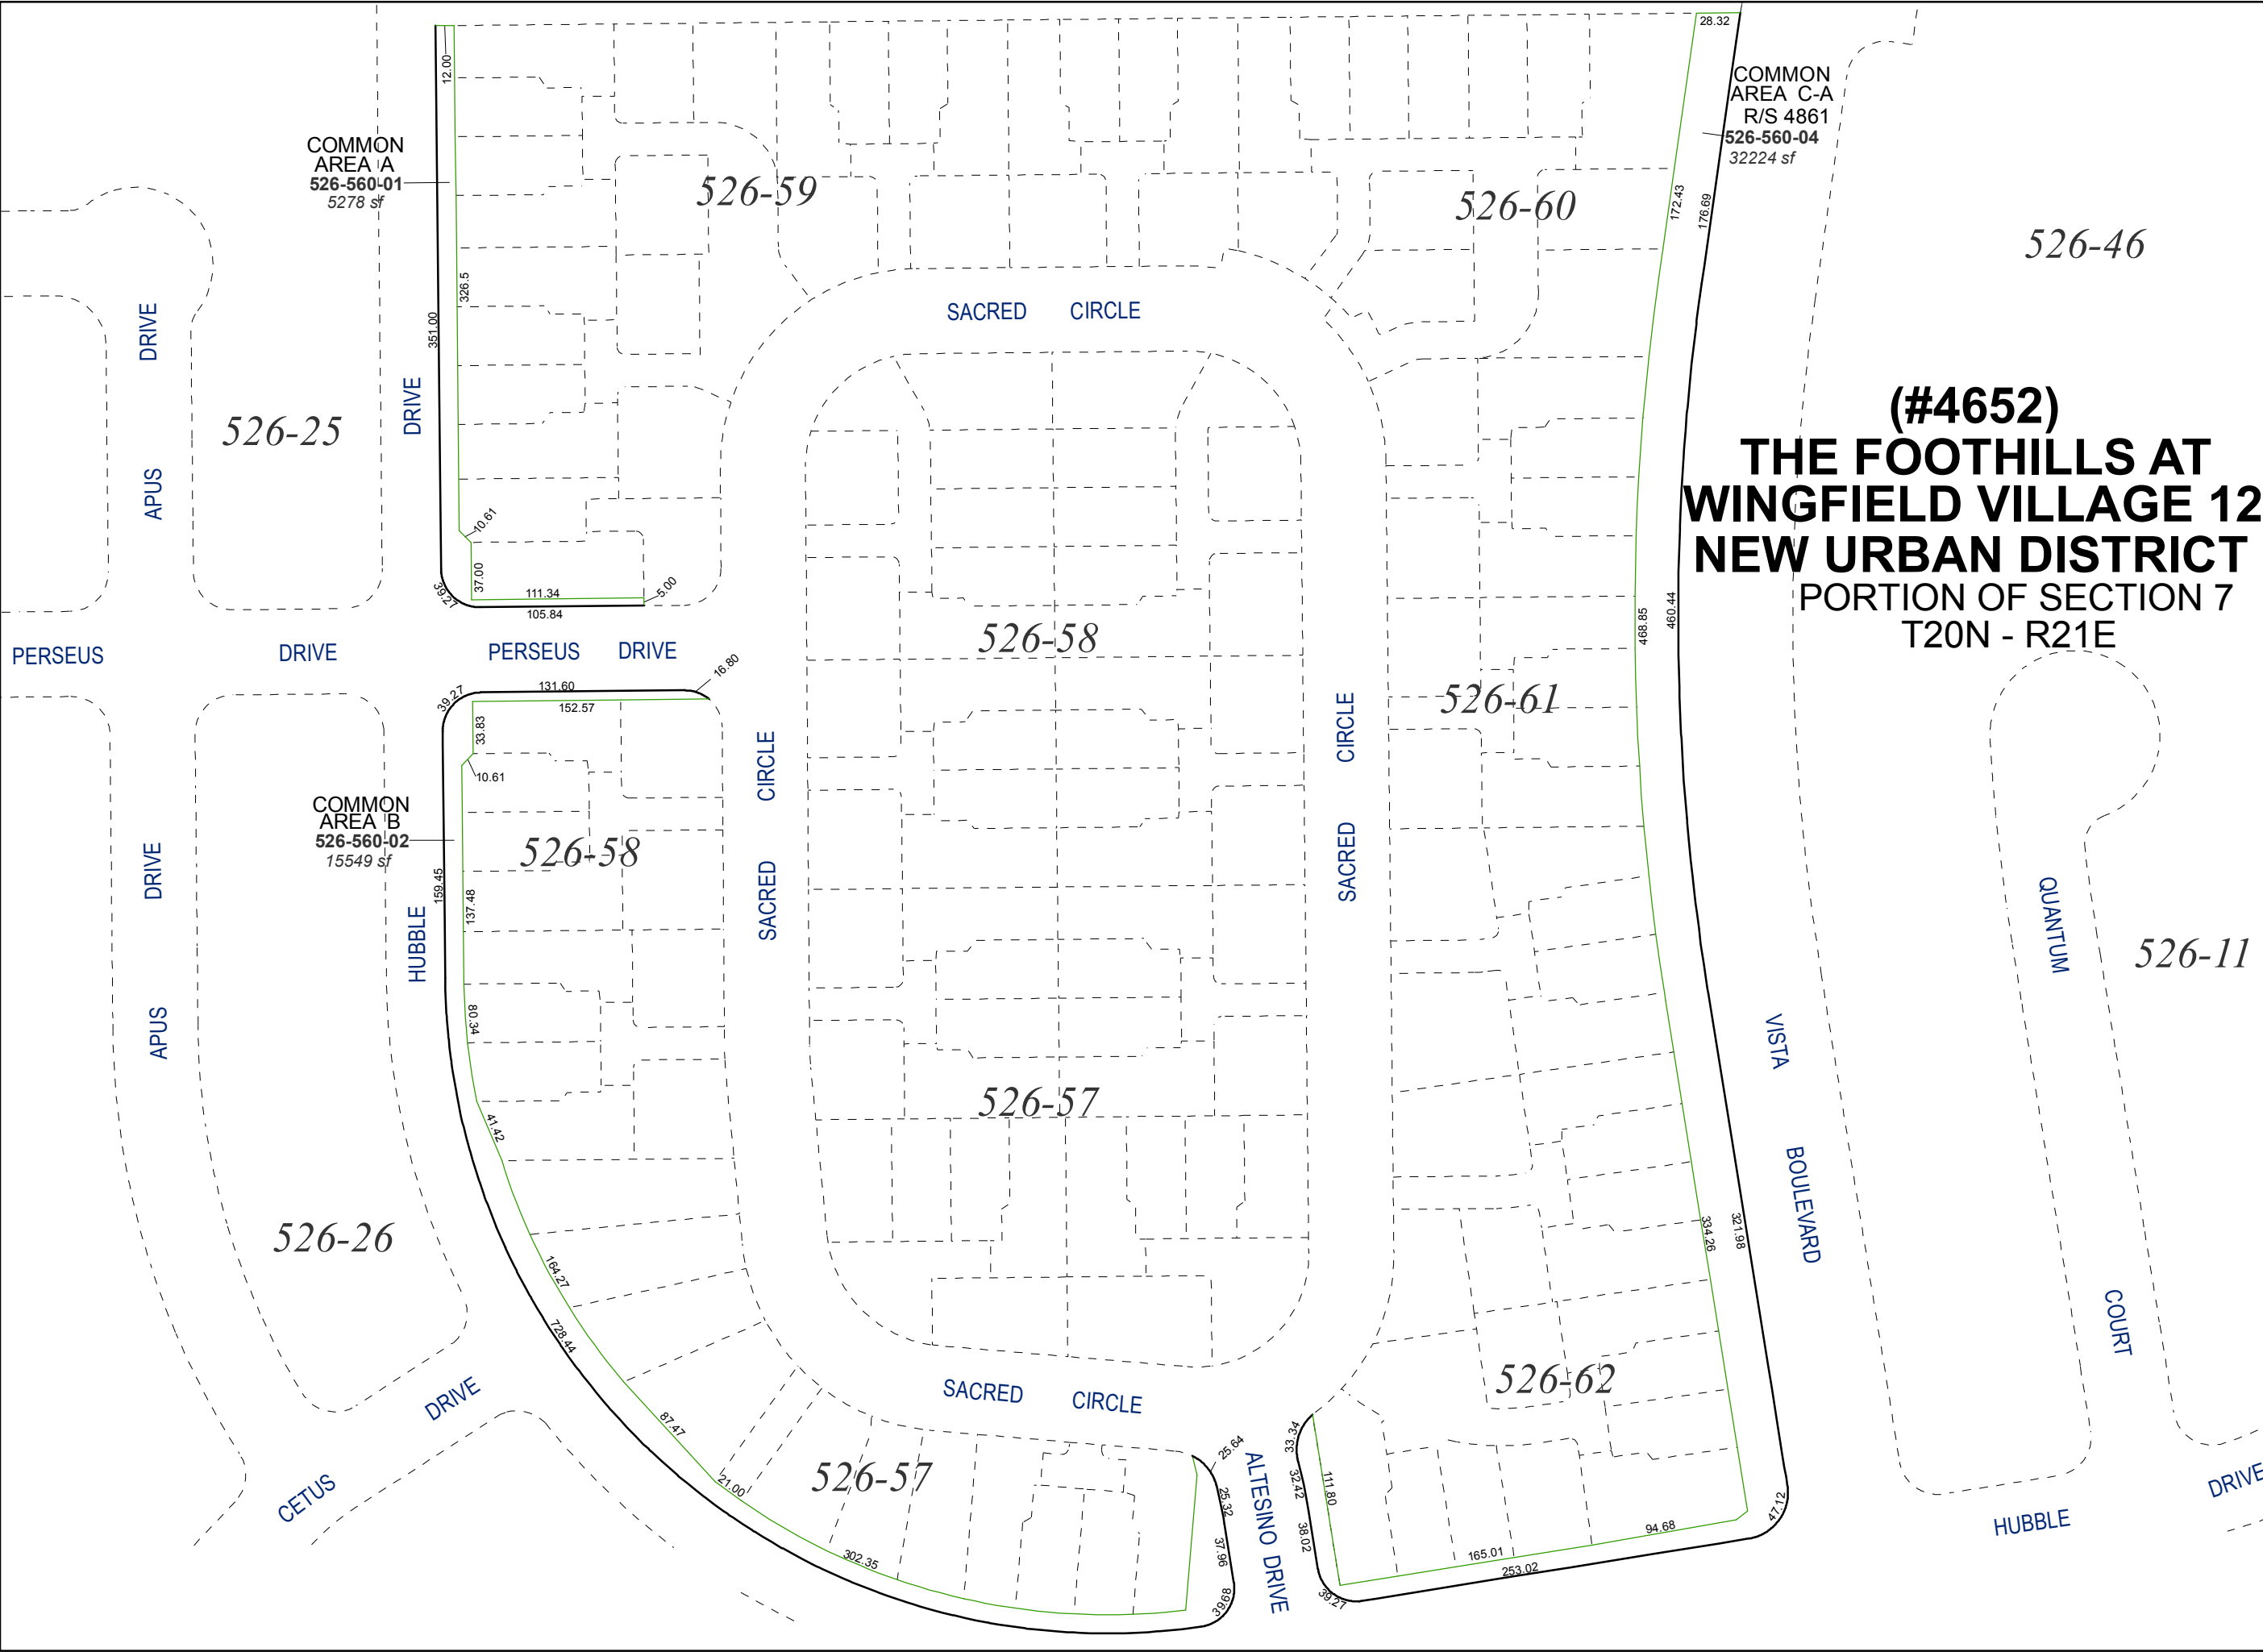 28.32
12.00
COMMON
AREA C-A
R/S 4861
526-560-04
32224 sf
COMMON
AREA A
526-560-01
5278 sf
526-59
526-60
172.43
176.69
526-46
326.5
351.00
DRIVE
APUS
DRIVE
SACRED CIRCLE
526-25
(#4652)
THE FOOTHILLS AT
WINGFIELD VILLAGE 12
NEW URBAN DISTRICT
PORTION OF SECTION 7
T20N - R21E
10.61
37.00
39.27
111.34
5.00
105.84
468.85
460.44
526-58
PERSEUS DRIVE
PERSEUS DRIVE
16.80
131.60
39.27
152.57
33.83
10.61
526-61
CIRCLE
SACRED
CIRCLE
SACRED
COMMON
AREA B
526-560-02
15549 sf
526-58
159.45
137.48
HUBBLE
DRIVE
APUS
QUANTUM
526-11
80.34
VISTA
41.42
526-57
BOULEVARD
526-26
334.26
321.98
164.27
728.44
COURT
DRIVE
SACRED CIRCLE
526-62
87.47
33.34
25.64
526-57
21.00
CETUS
ALTESINO DRIVE
32.42
111.80
25.32
38.02
37.96
47.12
DRIVE
HUBBLE
94.68
165.01
253.02
302.35
39.68
39.27